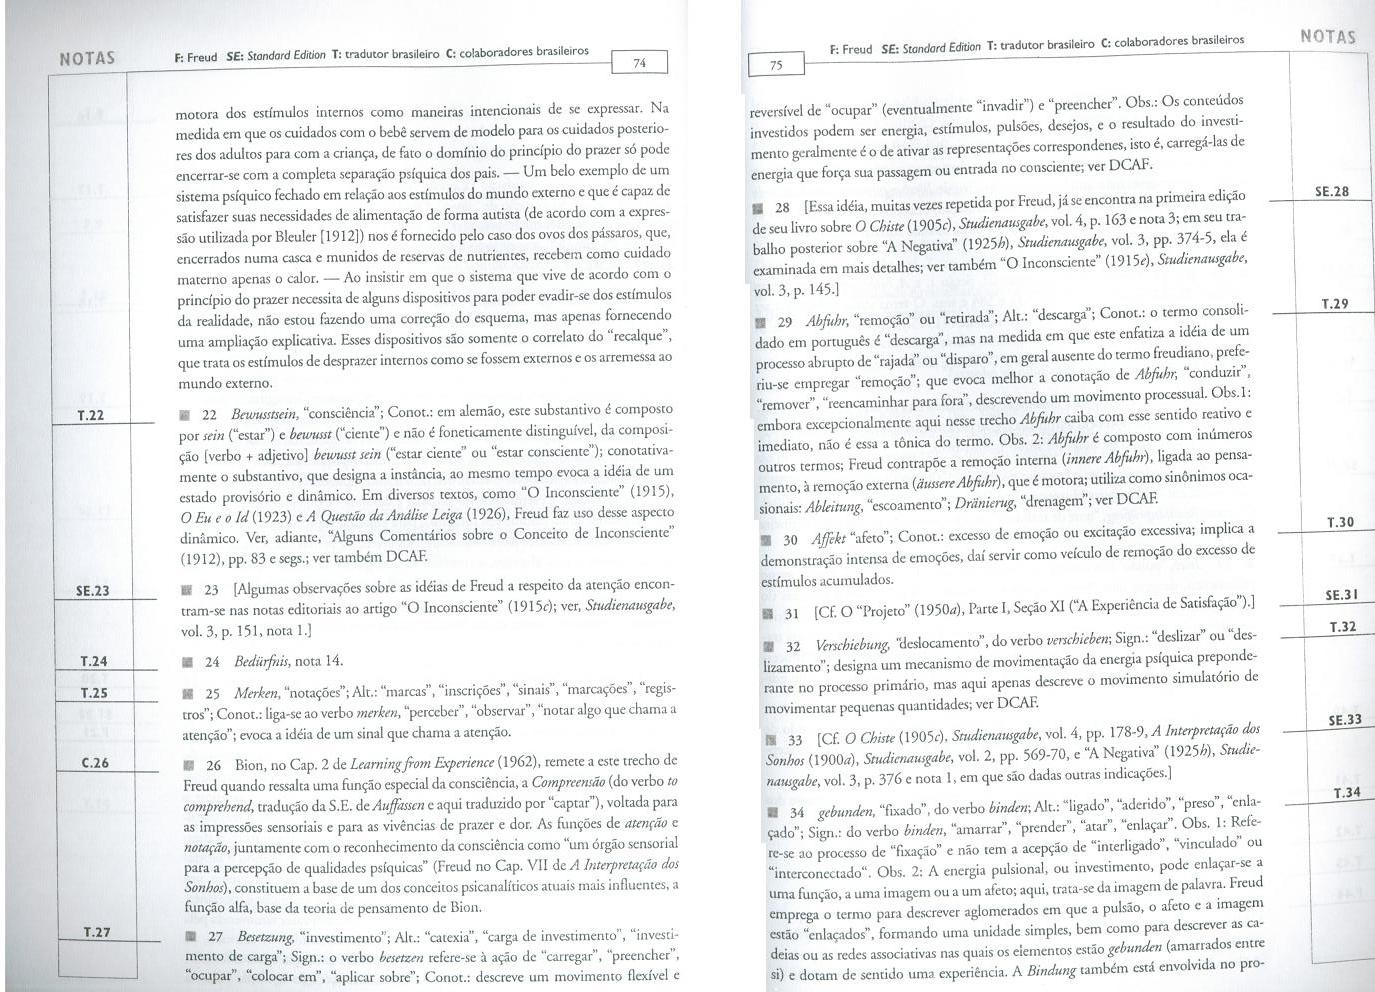 NOTAS
F: Freud SE: Standard Edition T: tradutor brasileiro C: colaboradores brasileiros
74
motora dos estímulos internos como maneiras intencionais de se expressar. Na
medida em que os cuidados com o bebê servem de modelo para os cuidados posterio-
res dos adultos para com a criança, de fato o domínio do princípio do prazer só pode
encerrar-se com a completa separação psíquica dos pais. — Um belo exemplo de um
sistema psíquico fechado em relação aos estímulos do mundo externo e que é capaz de
satisfazer suas necessidades de alimentação de forma autista (de acordo com a expres-
são utilizada por Bleuler [1912]) nos é fornecido pelo caso dos ovos dos pássaros, que,
encerrados numa casca e munidos de reservas de nutrientes, recebem como cuidado
materno apenas o calor. — Ao insistir em que o sistema que vive de acordo com o
princípio do prazer necessita de alguns dispositivos para poder evadir-se dos estímulos
da realidade, não estou fazendo uma correção do esquema, mas apenas fornecendo
uma ampliação explicativa. Esses dispositivos são somente o correlato do “recalque”,
que trata os estímulos de desprazer internos como se fossem externos e os arremessa ao
mundo externo.
T.22
22 Bewusstsein, “consciência”; Conot.: em alemão, este substantivo é composto
por sein (“estar”) e bewusst (“ciente”) e não é foneticamente distinguível, da composi-
ção [verbo + adjetivo] bewusst sein (“estar ciente” ou “estar consciente”); conotativa-
mente o substantivo, que designa a instância, ao mesmo tempo evoca a idéia de um
estado provisório e dinâmico. Em diversos textos, como “O Inconsciente” (1915),
O Eu e o Id (1923) e A Questão da Análise Leiga (1926), Freud faz uso desse aspecto
dinâmico. Ver, adiante, “Alguns Comentários sobre o Conceito de Inconsciente”
(1912), pp. 83 e segs.; ver também DCAF.
SE.23
23 [Algumas observações sobre as idéias de Freud a respeito da atenção encon-
tram-se nas notas editoriais ao artigo “O Inconsciente” (1915c); ver, Studienausgabe,
vol. 3, p. 151, nota 1.]
T.24
24 Bedürfnis, nota 14.
T.25
25 Merken, “notações”; Alt.: “marcas”, “inscrições”, “sinais”, “marcações”, “regis-
tros”; Conot.: liga-se ao verbo merken, “perceber”, “observar”, “notar algo que chama a
atenção”; evoca a idéia de um sinal que chama a atenção.
C.26
26 Bion, no Cap. 2 de Learning from Experience (1962), remete a este trecho de
Freud quando ressalta uma função especial da consciência, a Compreensão (do verbo to
comprehend, tradução da S.E. de Auffassen e aqui traduzido por “captar”), voltada para
as impressões sensoriais e para as vivências de prazer e dor. As funções de atenção e
notação, juntamente com o reconhecimento da consciência como “um órgão sensorial
para a percepção de qualidades psíquicas” (Freud no Cap. VII de A Interpretação dos
Sonhos), constituem a base de um dos conceitos psicanalíticos atuais mais influentes, a
função alfa, base da teoria de pensamento de Bion.
T.27
27 Besetzung, “investimento”; Alt.: “catexia”, “carga de investimento”, “investi-
mento de carga”; Sign.: o verbo besetzen refere-se à ação de “carregar”, “preencher”,
“ocupar”, “colocar em”, “aplicar sobre”; Conot.: descreve um movimento flexível e
75
F: Freud SE: Standard Edition T: tradutor brasileiro C: colaboradores brasileiros
NOTAS
reversível de “ocupar” (eventualmente “invadir”) e “preencher”. Obs.: Os conteúdos
investidos podem ser energia, estímulos, pulsões, desejos, e o resultado do investi-
mento geralmente é o de ativar as representações correspondenes, isto é, carregá-las de
energia que força sua passagem ou entrada no consciente; ver DCAF.
SE.28
28 [Essa idéia, muitas vezes repetida por Freud, já se encontra na primeira edição
de seu livro sobre O Chiste (1905c), Studienausgabe, vol. 4, p. 163 e nota 3; em seu tra-
balho posterior sobre “A Negativa” (1925h), Studienausgabe, vol. 3, pp. 374-5, ela é
examinada em mais detalhes; ver também “O Inconsciente” (1915e), Studienausgabe,
vol. 3, p. 145.]
T.29
29 Abfuhr, “remoção” ou “retirada”; Alt.: “descarga”; Conot.: o termo consoli-
dado em português é “descarga”, mas na medida em que este enfatiza a idéia de um
processo abrupto de “rajada” ou “disparo”, em geral ausente do termo freudiano, prefe-
riu-se empregar “remoção”; que evoca melhor a conotação de Abfuhr, “conduzir”,
“remover”, “reencaminhar para fora”, descrevendo um movimento processual. Obs.1:
embora excepcionalmente aqui nesse trecho Abfuhr caiba com esse sentido reativo e
imediato, não é essa a tônica do termo. Obs. 2: Abfuhr é composto com inúmeros
outros termos; Freud contrapõe a remoção interna (innere Abfuhr), ligada ao pensa-
mento, à remoção externa (äussere Abfuhr), que é motora; utiliza como sinônimos oca-
sionais: Ableitung, “escoamento”; Dränierug, “drenagem”; ver DCAF.
T.30
30 Affekt “afeto”; Conot.: excesso de emoção ou excitação excessiva; implica a
demonstração intensa de emoções, daí servir como veículo de remoção do excesso de
estímulos acumulados.
SE.31
31 [Cf. O “Projeto” (1950a), Parte I, Seção XI (“A Experiência de Satisfação”).]
T.32
32 Verschiebung, “deslocamento”, do verbo verschieben; Sign.: “deslizar” ou “des-
lizamento”; designa um mecanismo de movimentação da energia psíquica preponde-
rante no processo primário, mas aqui apenas descreve o movimento simulatório de
movimentar pequenas quantidades; ver DCAF.
SE.33
33 [Cf. O Chiste (1905c), Studienausgabe, vol. 4, pp. 178-9, A Interpretação dos
Sonhos (1900a), Studienausgabe, vol. 2, pp. 569-70, e “A Negativa” (1925h), Studie-
nausgabe, vol. 3, p. 376 e nota 1, em que são dadas outras indicações.]
T.34
34 gebunden, “fixado”, do verbo binden; Alt.: “ligado”, “aderido”, “preso”, “enla-
çado”; Sign.: do verbo binden, “amarrar”, “prender”, “atar”, “enlaçar”. Obs. 1: Refe-
re-se ao processo de “fixação” e não tem a acepção de “interligado”, “vinculado” ou
“interconectado“. Obs. 2: A energia pulsional, ou investimento, pode enlaçar-se a
uma função, a uma imagem ou a um afeto; aqui, trata-se da imagem de palavra. Freud
emprega o termo para descrever aglomerados em que a pulsão, o afeto e a imagem
estão “enlaçados”, formando uma unidade simples, bem como para descrever as ca-
deias ou as redes associativas nas quais os elementos estão gebunden (amarrados entre
si) e dotam de sentido uma experiência. A Bindung também está envolvida no pro-